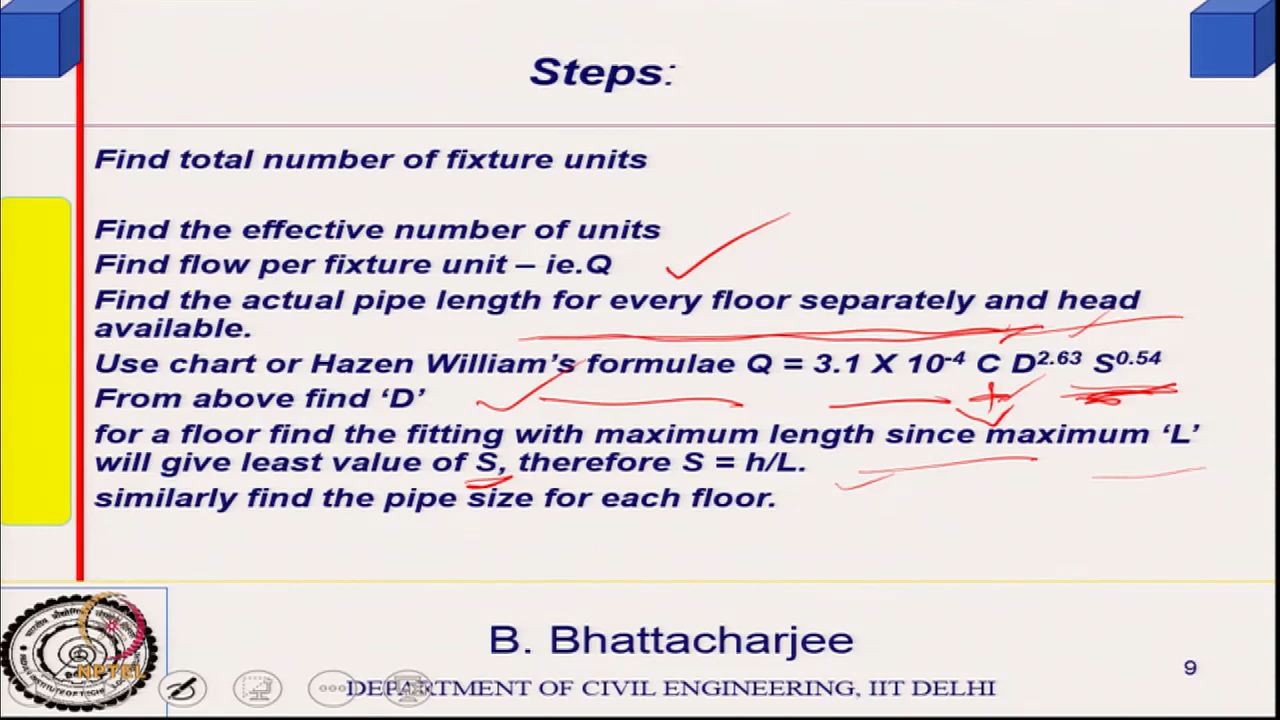 Steps:
Find total number of fixture units
Find the effective number of units
Find flow per fixture unit – ie.Q
Find the actual pipe length for every floor separately and head
available.
Use chart or Hazen William's formulae Q = 3.1 X 10⁻⁴ C D²·⁶³ S⁰·⁵⁴
From above find ‘D’
for a floor find the fitting with maximum length since maximum ‘L’
will give least value of S, therefore S = h/L.
similarly find the pipe size for each floor.
B. Bhattacharjee
9
DEPARTMENT OF CIVIL ENGINEERING, IIT DELHI
NPTEL